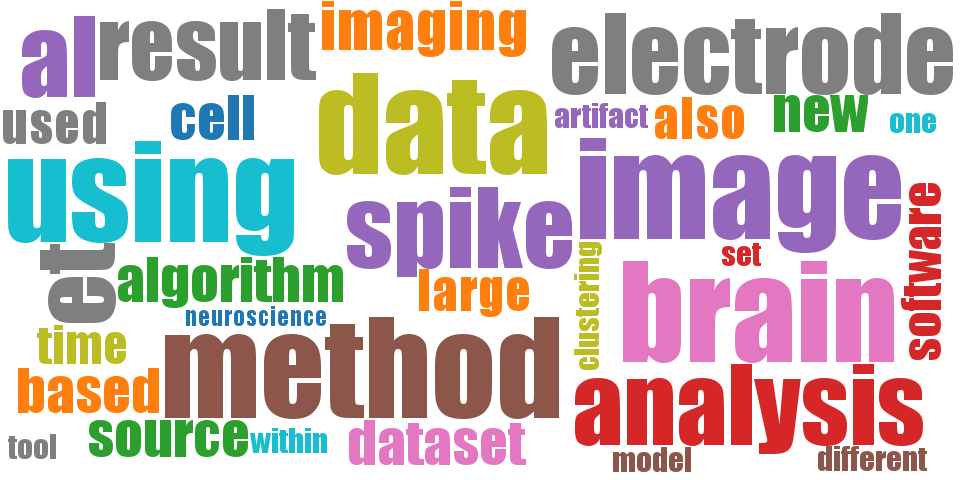 al
result
imaging
electrode
used
cell
data
artifact
also
new
one
using
spike
image
software
et
algorithm
large
clustering
set
brain
neuroscience
time
method
based
analysis
source
within
dataset
tool
model
different